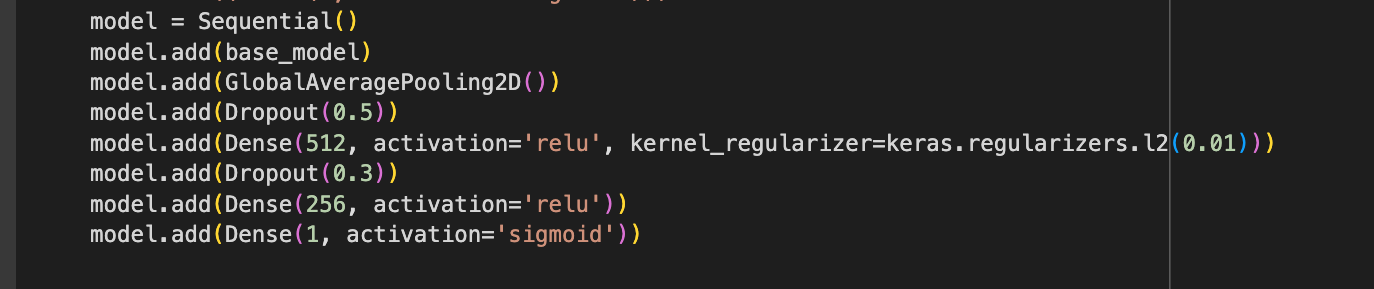 model = Sequential()
model.add(base_model)
model.add(GlobalAveragePooling2D())
model.add(Dropout(0.5))
model.add(Dense(512, activation='relu', kernel_regularizer=keras.regularizers.l2(0.01)))
model.add(Dropout(0.3))
model.add(Dense(256, activation='relu'))
model.add(Dense(1, activation='sigmoid'))